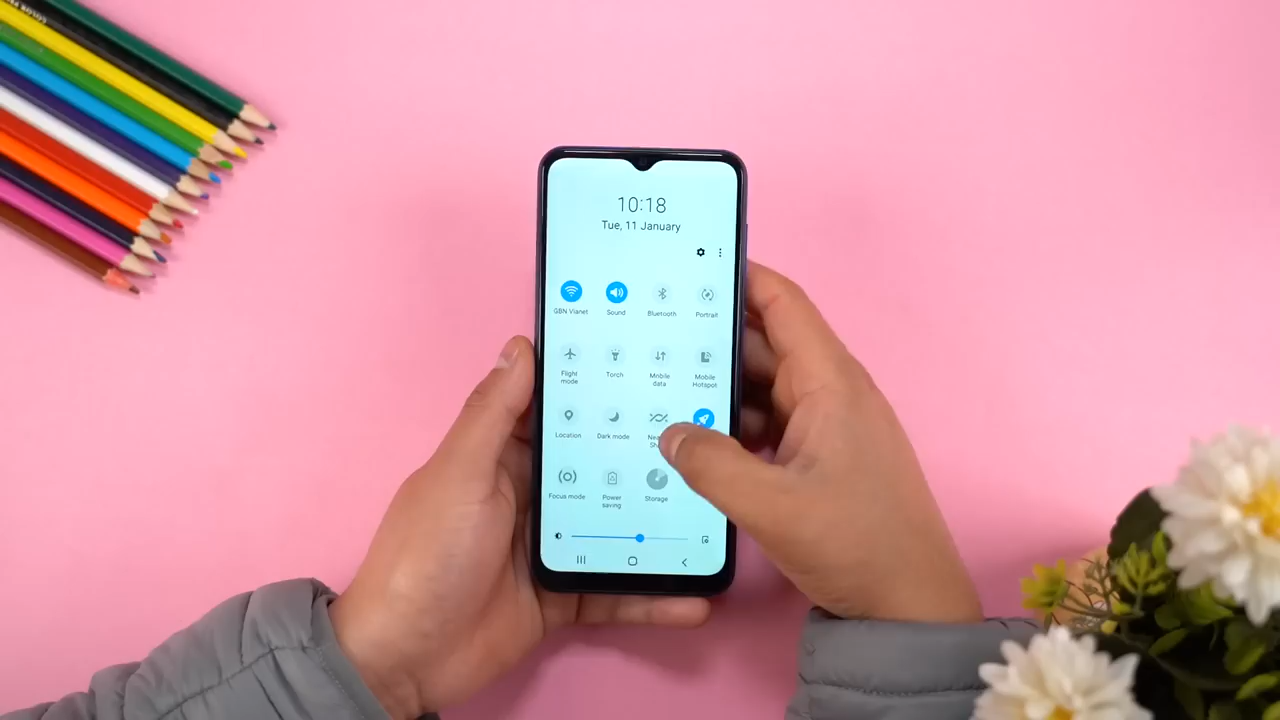 10:18
Tue, 11 January
GBN Vianet
Sound
Bluetooth
Portrait
Flight
mode
Torch
Mobile
data
Mobile
Hotspot
Location
Dark mode
Focus mode
Power
saving
Storage